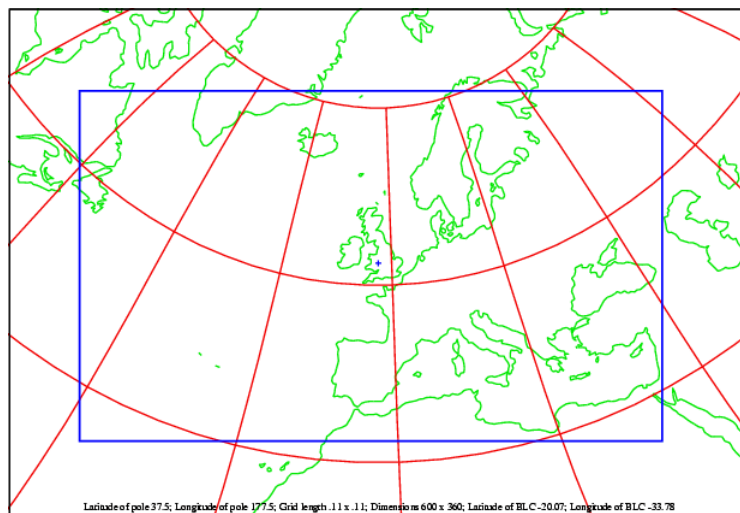 Latitude of pole 37.5; Longitude of pole 177.5; Grid length .11 x .11; Dimensions 600 x 360; Latitude of BLC -20.07; Longitude of BLC -33.78